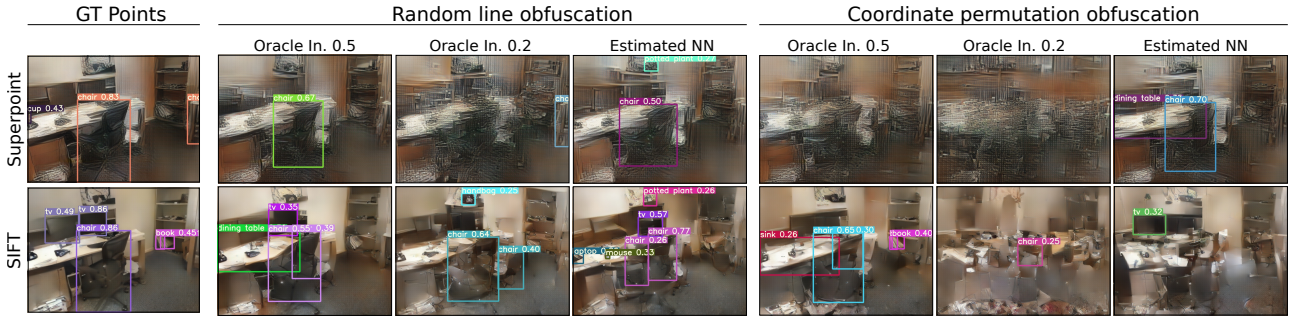 GT Points
Random line obfuscation
Coordinate permutation obfuscation
Oracle In. 0.5
Oracle In. 0.2
Estimated NN
Oracle In. 0.5
Oracle In. 0.2
Estimated NN
Superpoint
cup 0.43
chair 0.83
chair 0.67
potted plant 0.27
chair 0.50
dining table
chair 0.70
SIFT
tv 0.49
tv 0.86
chair 0.86
book 0.45
tv 0.35
dining table
chair 0.55
0.39
handbag 0.25
chair 0.64
chair 0.40
potted plant 0.26
tv 0.57
chair 0.77
chair 0.26
mouse 0.33
sink 0.26
chair 0.65
0.30
book 0.40
chair 0.25
tv 0.32